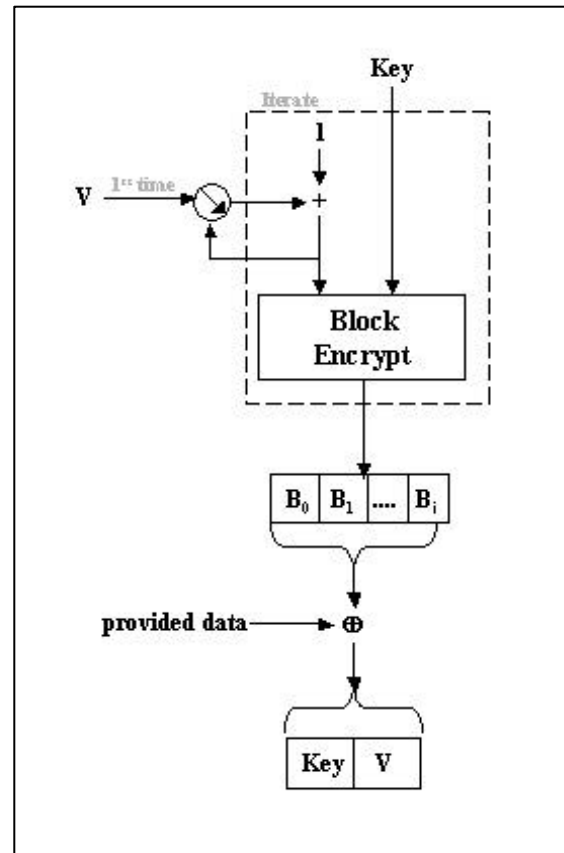 Key
Iterate
1
V 1st time
+
Block
Encrypt
B0 B1 .... Bi
provided data ⊕
Key V